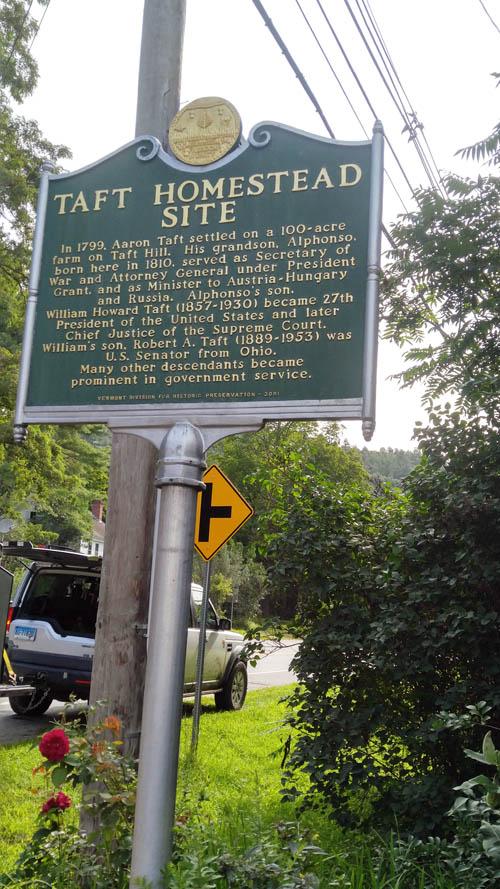 TAFT HOMESTEAD
SITE
In 1799, Aaron Taft settled on a 100-acre
farm on Taft Hill. His grandson, Alphonso,
born here in 1810, served as Secretary of
War and Attorney General under President
Grant, and as Minister to Austria-Hungary
and Russia. Alphonso's son,
William Howard Taft (1857-1930) became 27th
President of the United States and later
Chief Justice of the Supreme Court.
William's son, Robert A. Taft (1889-1953) was
U.S. Senator from Ohio.
Many other descendants became
prominent in government service.
VERMONT DIVISION FOR HISTORIC PRESERVATION - 2011